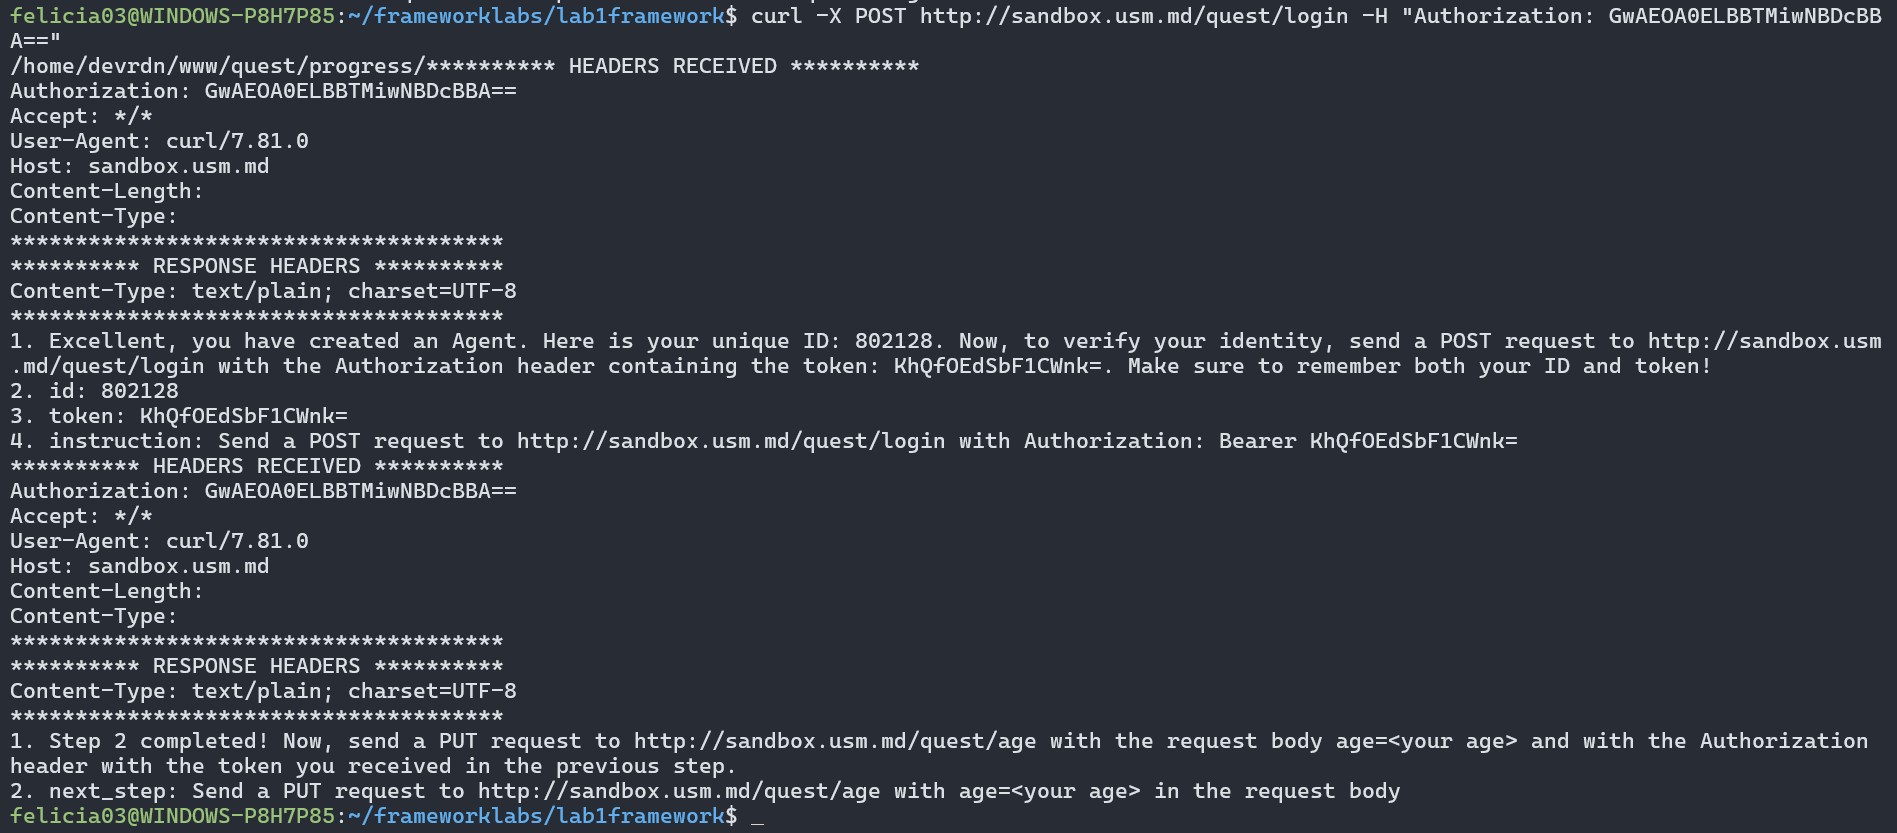 felicia03@WINDOWS-P8H7P85:~/frameworklabs/lab1framework$ curl -X POST http://sandbox.usm.md/quest/login -H "Authorization: GwAEOA0ELBBTMiwNBDcBB
A=="
/home/devrdn/www/quest/progress/********** HEADERS RECEIVED **********
Authorization: GwAEOA0ELBBTMiwNBDcBBA==
Accept: */*
User-Agent: curl/7.81.0
Host: sandbox.usm.md
Content-Length:
Content-Type:
**************************************
********** RESPONSE HEADERS **********
Content-Type: text/plain; charset=UTF-8
**************************************
1. Excellent, you have created an Agent. Here is your unique ID: 802128. Now, to verify your identity, send a POST request to http://sandbox.usm
.md/quest/login with the Authorization header containing the token: KhQfOEdSbF1CWnk=. Make sure to remember both your ID and token!
2. id: 802128
3. token: KhQfOEdSbF1CWnk=
4. instruction: Send a POST request to http://sandbox.usm.md/quest/login with Authorization: Bearer KhQfOEdSbF1CWnk=
********** HEADERS RECEIVED **********
Authorization: GwAEOA0ELBBTMiwNBDcBBA==
Accept: */*
User-Agent: curl/7.81.0
Host: sandbox.usm.md
Content-Length:
Content-Type:
**************************************
********** RESPONSE HEADERS **********
Content-Type: text/plain; charset=UTF-8
**************************************
1. Step 2 completed! Now, send a PUT request to http://sandbox.usm.md/quest/age with the request body age=<your age> and with the Authorization
header with the token you received in the previous step.
2. next_step: Send a PUT request to http://sandbox.usm.md/quest/age with age=<your age> in the request body
felicia03@WINDOWS-P8H7P85:~/frameworklabs/lab1framework$ _